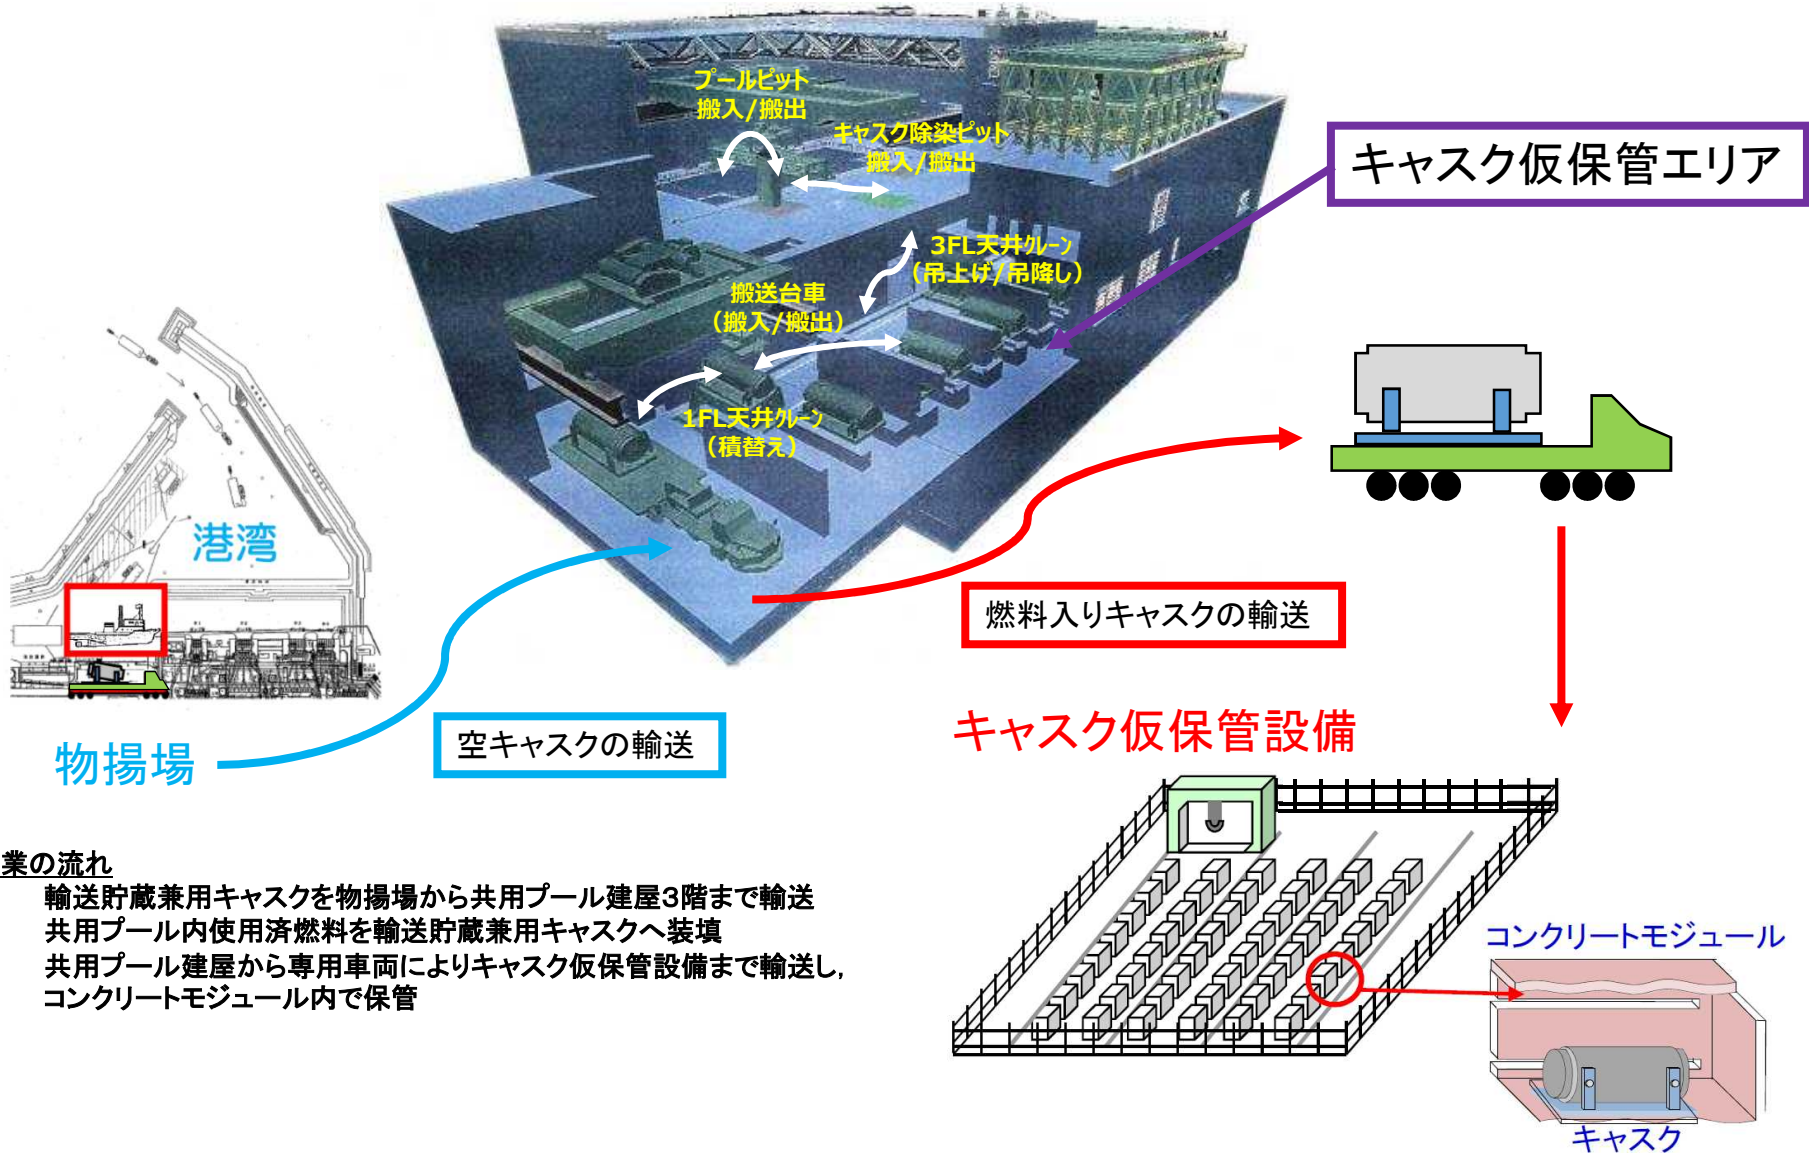 プールピット
搬入/搬出
キャスク除染ピット
搬入/搬出
キャスク仮保管エリア
3FL天井クレーン
（吊上げ/吊降し）
搬送台車
（搬入/搬出）
1FL天井クレーン
（積替え）
港湾
燃料入りキャスクの輸送
空キャスクの輸送
物揚場
キャスク仮保管設備
業の流れ
輸送貯蔵兼用キャスクを物揚場から共用プール建屋3階まで輸送
共用プール内使用済燃料を輸送貯蔵兼用キャスクへ装填
共用プール建屋から専用車両によりキャスク仮保管設備まで輸送し,
コンクリートモジュール内で保管
コンクリートモジュール
キャスク